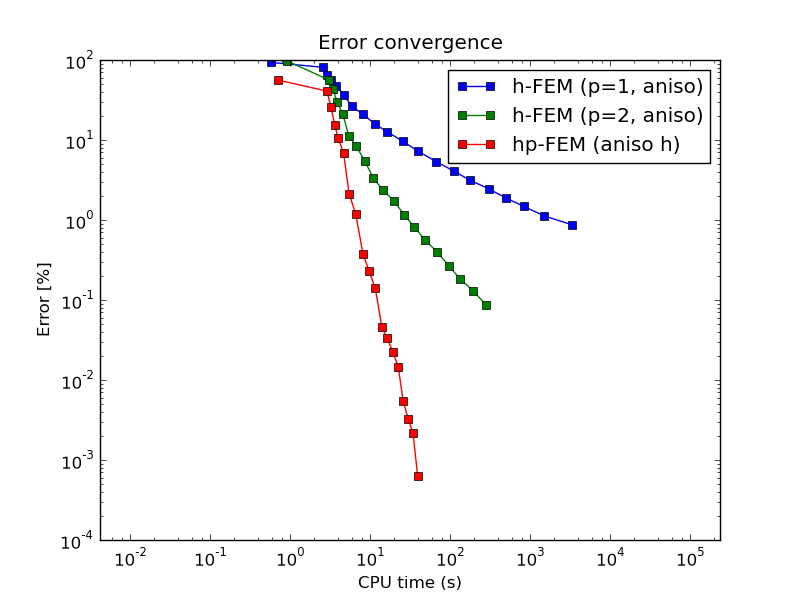 Error convergence
h-FEM (p=1, aniso)
h-FEM (p=2, aniso)
hp-FEM (aniso h)
Error [%]
10^2
10^1
10^0
10^-1
10^-2
10^-3
10^-4
10^-2 10^-1 10^0 10^1 10^2 10^3 10^4 10^5
CPU time (s)